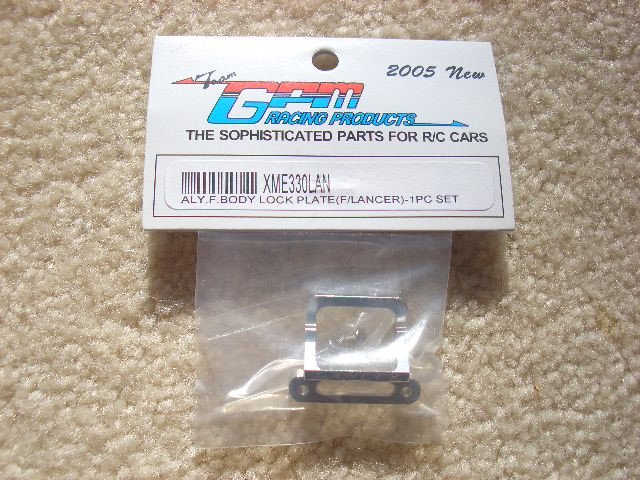 2005 New
Team
GPM
RACING PRODUCTS
THE SOPHISTICATED PARTS FOR R/C CARS
XME330LAN
ALY.F.BODY LOCK PLATE(F/LANCER)-1PC SET